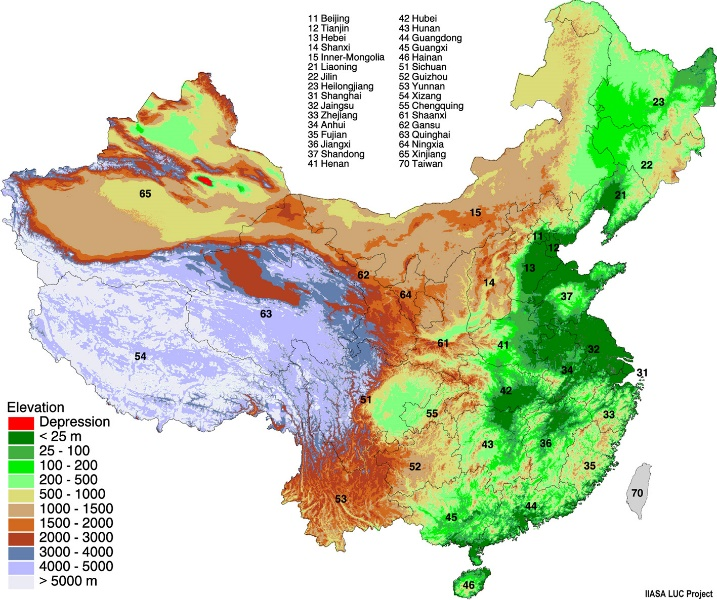 11 Beijing
12 Tianjin
13 Hebei
14 Shanxi
15 Inner-Mongolia
21 Liaoning
22 Jilin
23 Heilongjiang
31 Shanghai
32 Jaingsu
33 Zhejiang
34 Anhui
35 Fujian
36 Jiangxi
37 Shandong
41 Henan
42 Hubei
43 Hunan
44 Guangdong
45 Guangxi
46 Hainan
51 Sichuan
52 Guizhou
53 Yunnan
54 Xizang
55 Chengquing
61 Shaanxi
62 Gansu
63 Quinghai
64 Ningxia
65 Xinjiang
70 Taiwan
23
22
65
21
15
11
12
13
62
14
64
37
63
61
41
32
54
34
31
51
42
55
33
43
36
52
35
53
70
44
45
46
Elevation
Depression
< 25 m
25 - 100
100 - 200
200 - 500
500 - 1000
1000 - 1500
1500 - 2000
2000 - 3000
3000 - 4000
4000 - 5000
> 5000 m
IIASA LUC Project